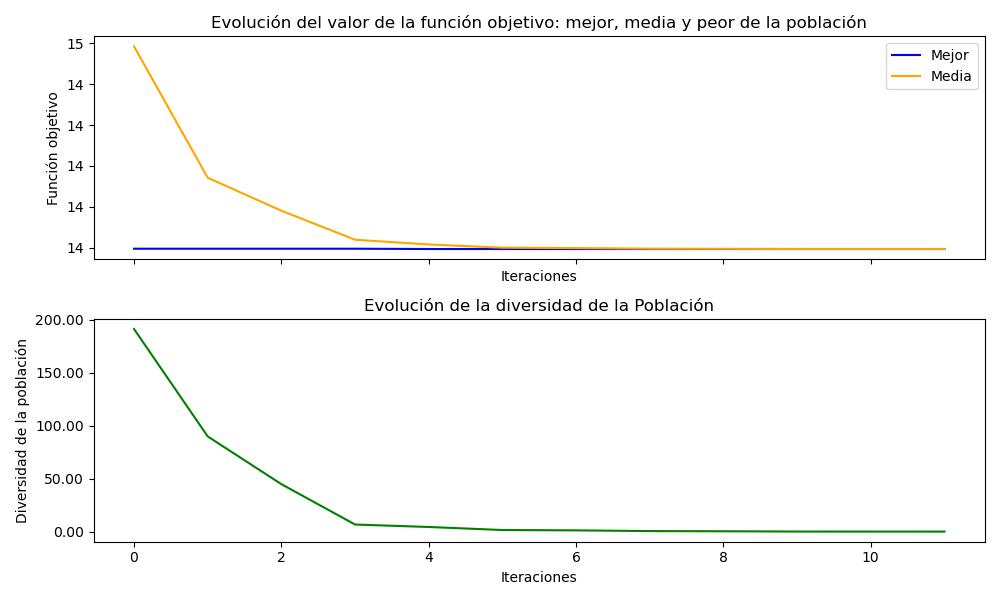 Evolución del valor de la función objetivo: mejor, media y peor de la población
Función objetivo
15
14
14
14
14
14
Mejor
Media
Iteraciones
Evolución de la diversidad de la Población
Diversidad de la población
200.00
150.00
100.00
50.00
0.00
0 2 4 6 8 10
Iteraciones